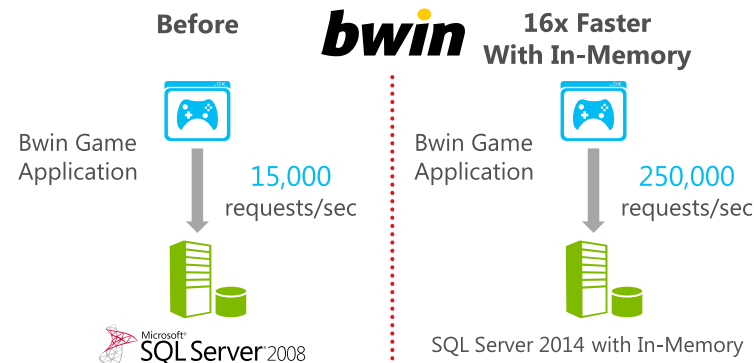 Before
bwin
16x Faster
With In-Memory
Bwin Game
Application
15,000
requests/sec
Microsoft®
SQL Server® 2008
Bwin Game
Application
250,000
requests/sec
SQL Server 2014 with In-Memory